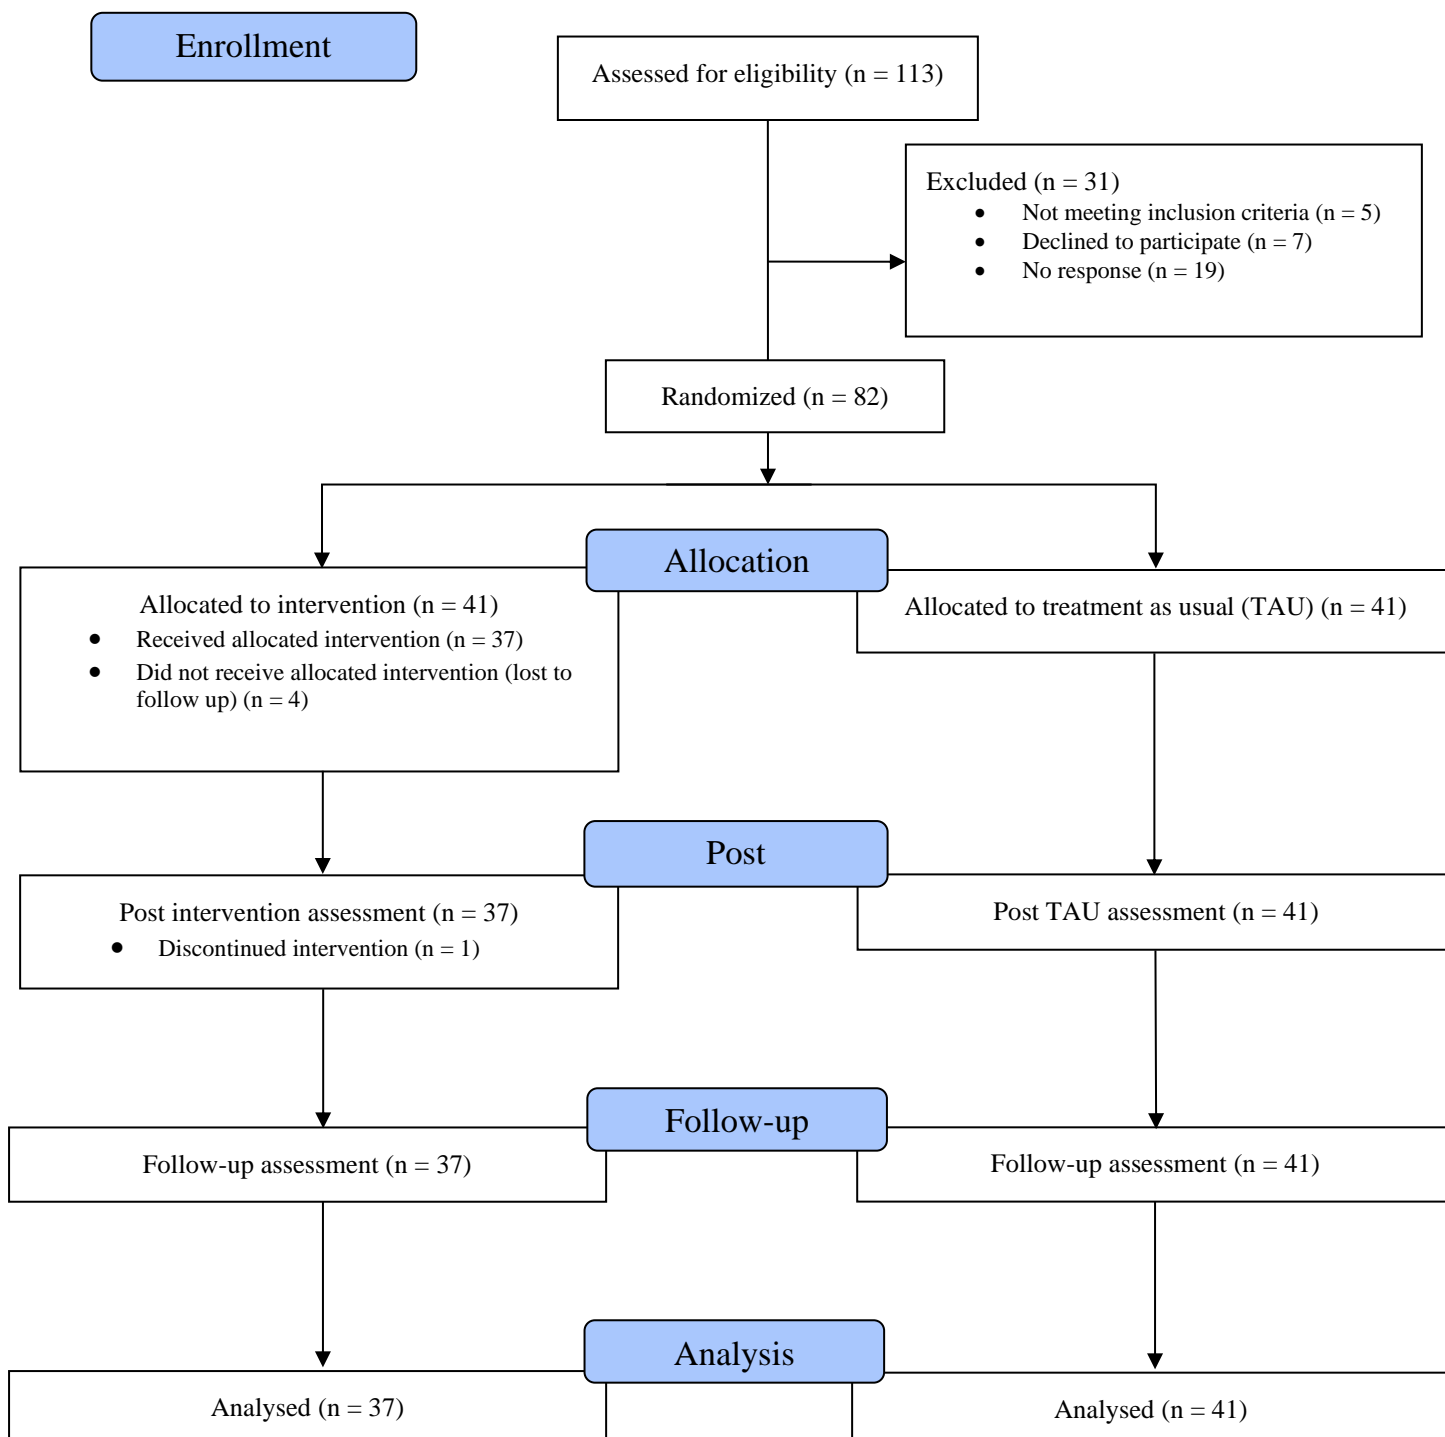 Enrollment
Assessed for eligibility (n = 113)
Excluded (n = 31)
• Not meeting inclusion criteria (n = 5)
• Declined to participate (n = 7)
• No response (n = 19)
Randomized (n = 82)
Allocation
Allocated to intervention (n = 41)
• Received allocated intervention (n = 37)
• Did not receive allocated intervention (lost to
follow up) (n = 4)
Allocated to treatment as usual (TAU) (n = 41)
Post
Post intervention assessment (n = 37)
• Discontinued intervention (n = 1)
Post TAU assessment (n = 41)
Follow-up
Follow-up assessment (n = 37)
Follow-up assessment (n = 41)
Analysis
Analysed (n = 37)
Analysed (n = 41)